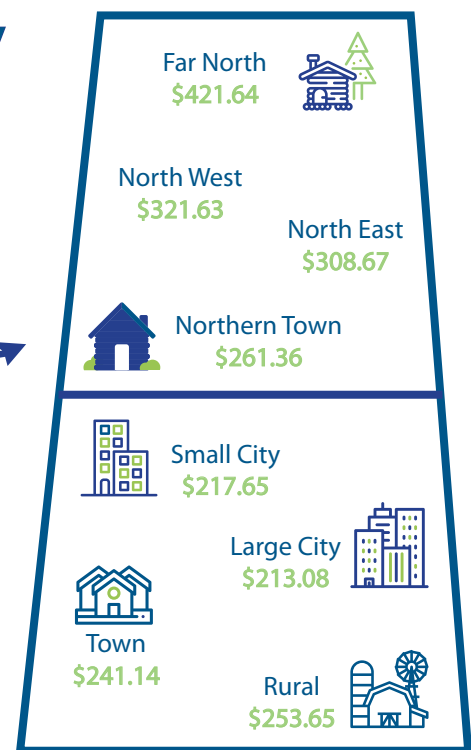 Far North
$421.64
North West
$321.63
North East
$308.67
Northern Town
$261.36
Small City
$217.65
Large City
$213.08
Town
$241.14
Rural
$253.65